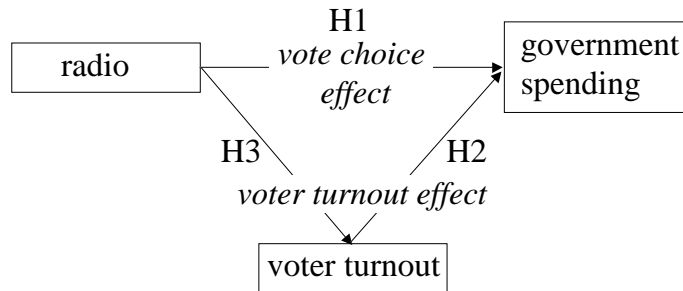 H1
radio
vote choice
effect
government
spending
H3
H2
voter turnout effect
voter turnout